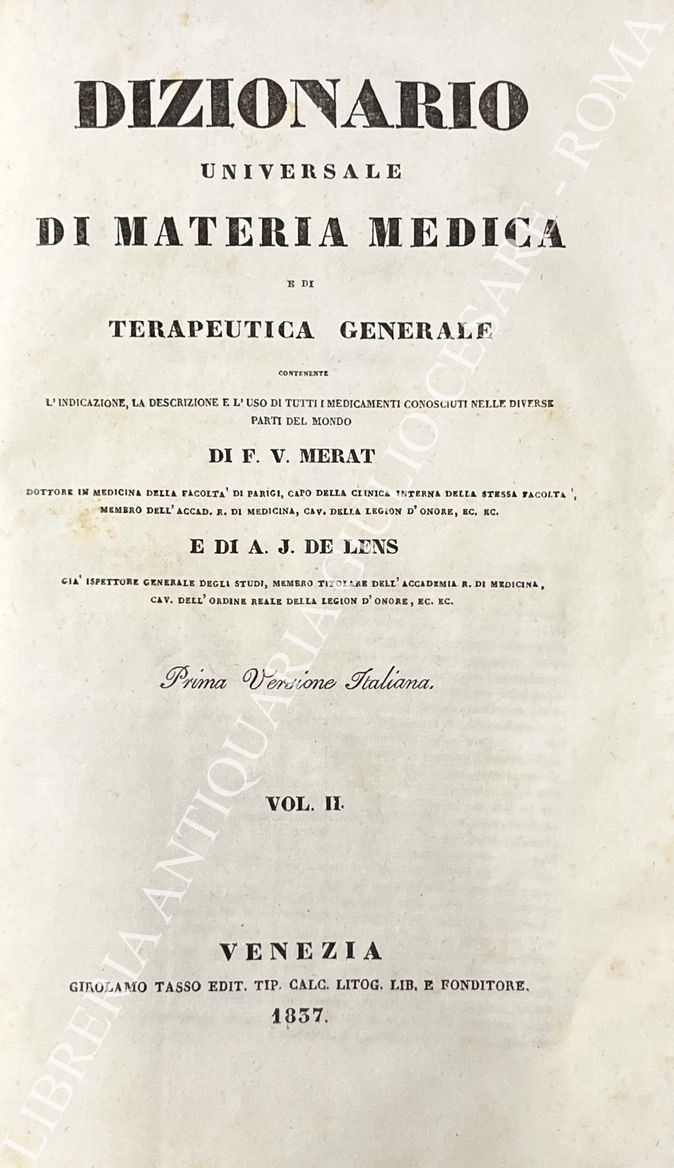 DIZIONARIO
UNIVERSALE
DI MATERIA MEDICA
E DI
TERAPEUTICA GENERALE
CONTENENTE
L'INDICAZIONE, LA DESCRIZIONE E L'USO DI TUTTI I MEDICAMENTI CONOSCIUTI NELLE DIVERSE
PARTI DEL MONDO
DI F. V. MERAT
DOTTORE IN MEDICINA DELLA FACOLTA' DI PARIGI, CAPO DELLA CLINICA INTERNA DELLA STESSA FACOLTA',
MEMBRO DELL'ACCAD. R. DI MEDICINA, CAV. DELLA LEGION D'ONORE, EC. EC.
E DI A. J. DE LENS
GIA' ISPETTORE GENERALE DEGLI STUDI, MEMBRO TITOLARE DELL'ACCADEMIA R. DI MEDICINA,
CAV. DELL'ORDINE REALE DELLA LEGION D'ONORE, EC. EC.
Prima Versione Italiana.
VOL. II.
VENEZIA
GIROLAMO TASSO EDIT. TIP. CALC. LITOG. LIB. E FONDITORE.
1837.
LIBRERIA ANTIQUARIA GIULIO CESARE - ROMA